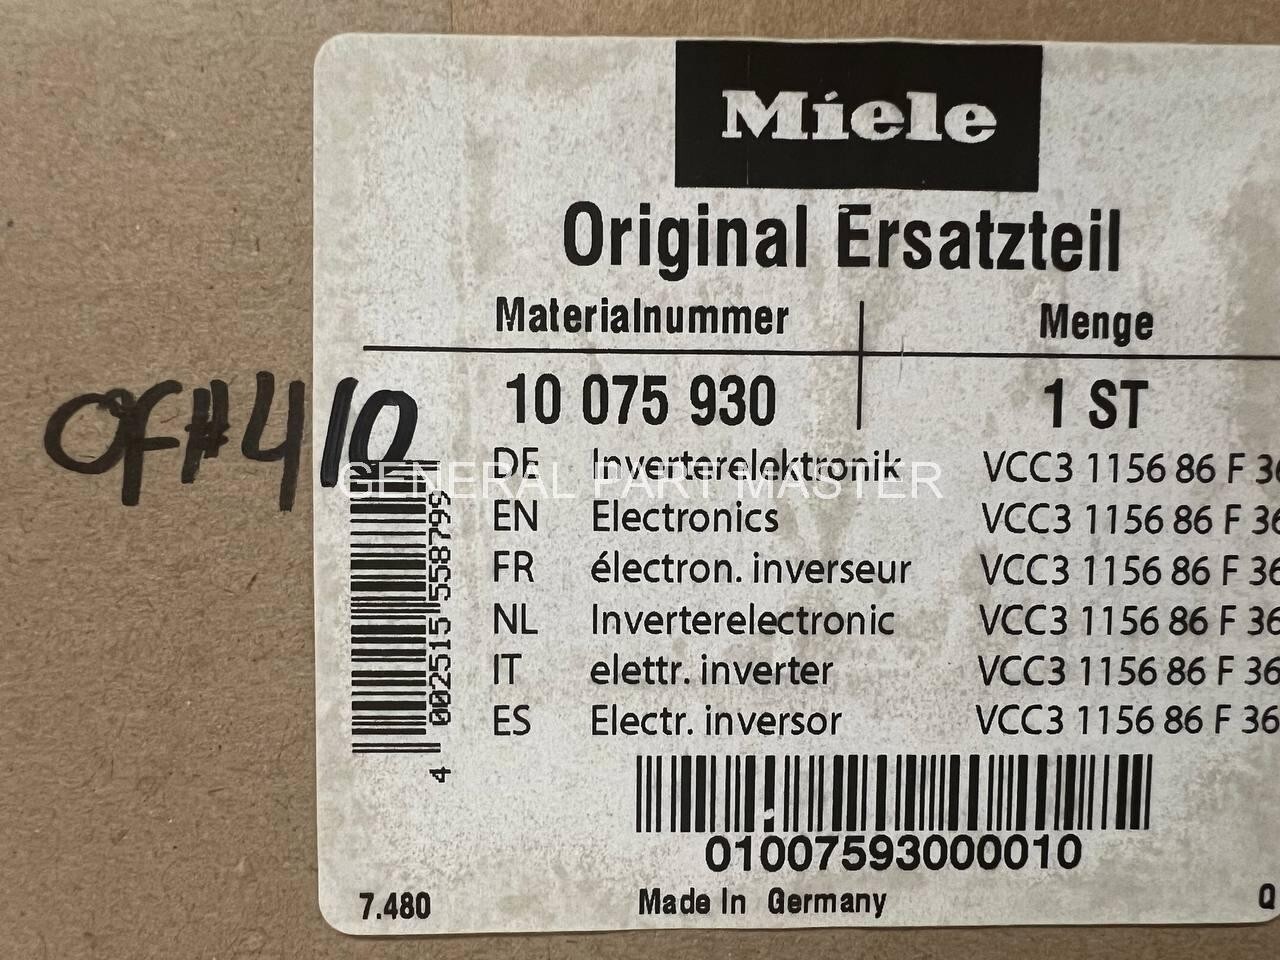 Miele
Original Ersatzteil
Materialnummer Menge
10 075 930 1 ST
OF#410
DE Inverterelektronik VCC3 1156 86 F 36
GENERAL PART MASTER
EN Electronics VCC3 1156 86 F 36
FR électron. inverseur VCC3 1156 86 F 36
NL Inverterelectronic VCC3 1156 86 F 36
IT elettr. inverter VCC3 1156 86 F 36
ES Electr. inversor VCC3 1156 86 F 36
4 002515 558799
01007593000010
7.480 Made In Germany Q